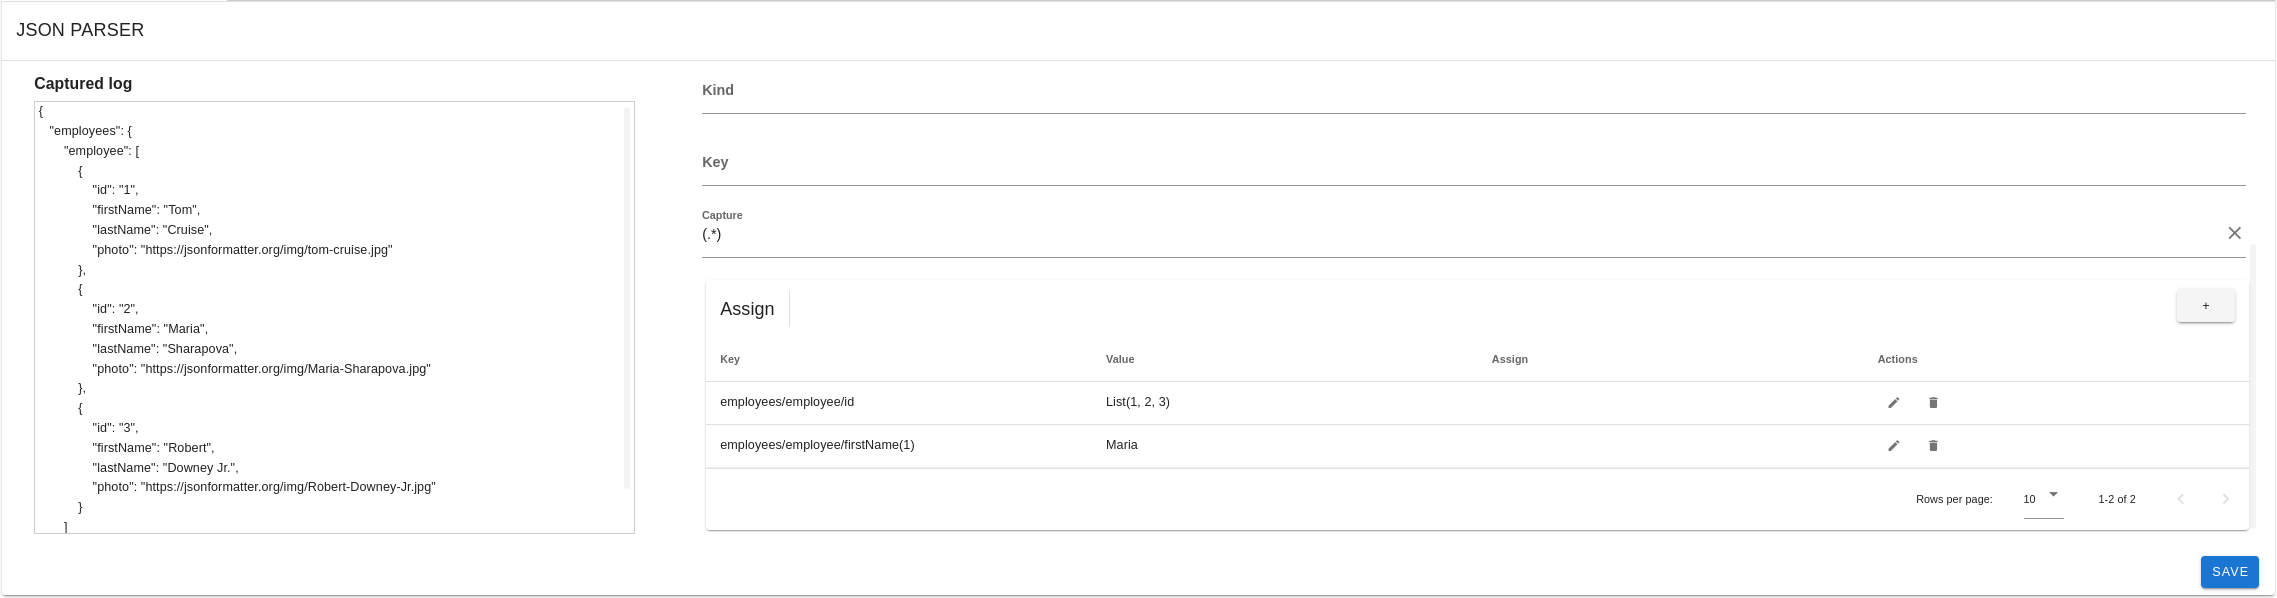 JSON PARSER
Captured log
{
"employees": {
"employee": [
{
"id": "1",
"firstName": "Tom",
"lastName": "Cruise",
"photo": "https://jsonformatter.org/img/tom-cruise.jpg"
},
{
"id": "2",
"firstName": "Maria",
"lastName": "Sharapova",
"photo": "https://jsonformatter.org/img/Maria-Sharapova.jpg"
},
{
"id": "3",
"firstName": "Robert",
"lastName": "Downey Jr.",
"photo": "https://jsonformatter.org/img/Robert-Downey-Jr.jpg"
}
]
Kind
Key
Capture
(.*)
Assign
+
Key Value Assign Actions
employees/employee/id List(1, 2, 3)
employees/employee/firstName(1) Maria
Rows per page: 10 1-2 of 2
SAVE